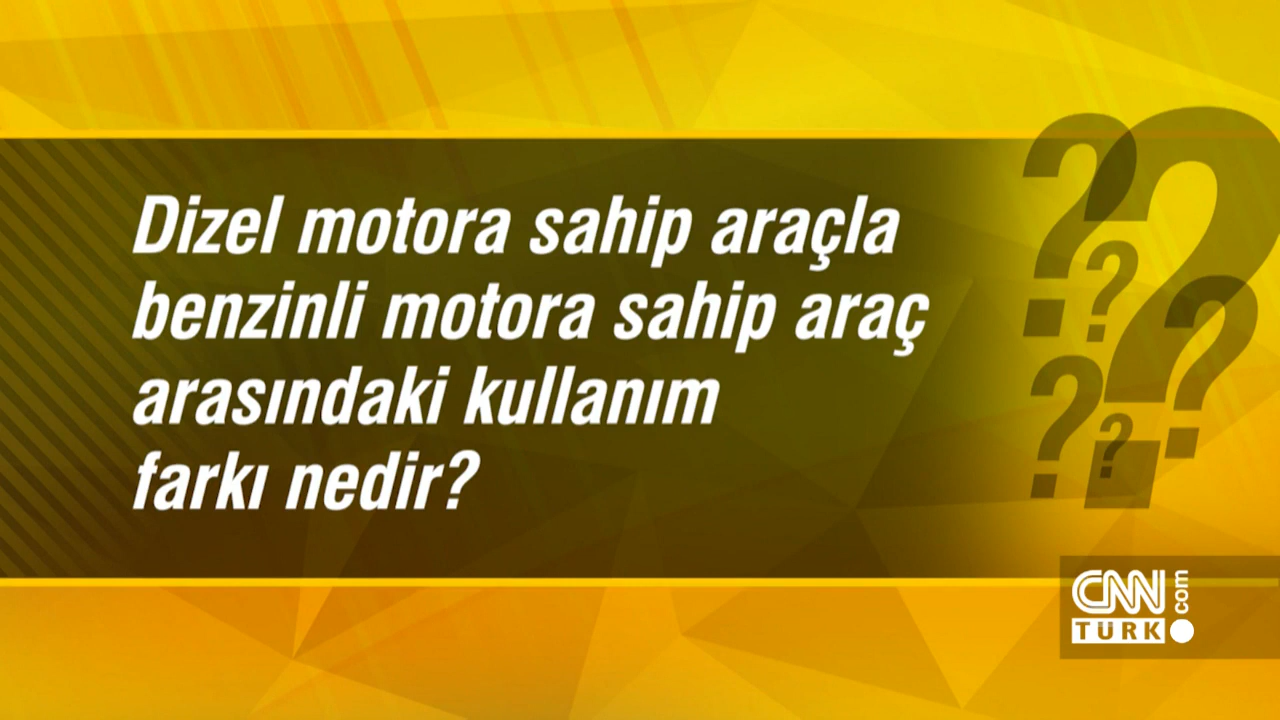 Dizel motora sahip araçla
benzinli motora sahip araç
arasındaki kullanım
farkı nedir?
? ? ? ? ? ?
CNN
TURK
.com